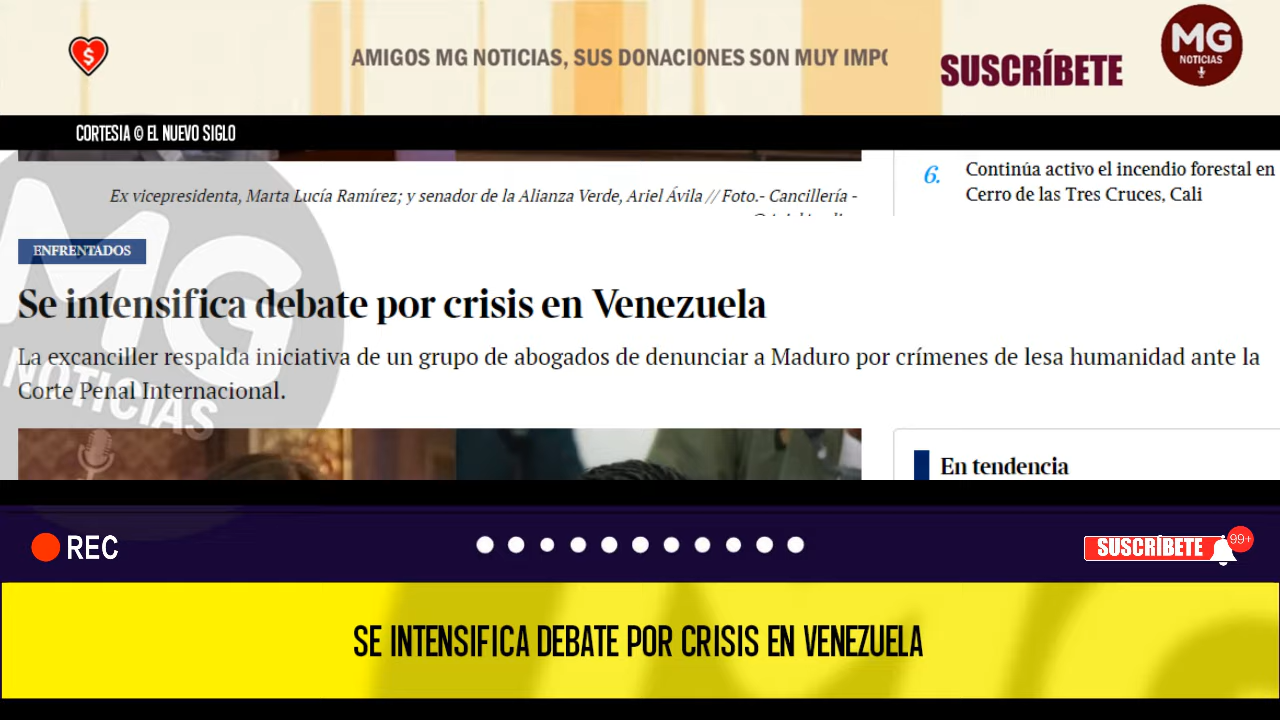 AMIGOS MG NOTICIAS, SUS DONACIONES SON MUY
SUSCRÍBETE
MG
NOTICIAS
CORTESIA © EL NUEVO SIGLO
Ex vicepresidenta, Marta Lucía Ramírez; y senador de la Alianza Verde, Ariel Ávila // Foto.- Cancillería -
6. Continúa activo el incendio forestal en
Cerro de las Tres Cruces, Cali
ENFRENTADOS
Se intensifica debate por crisis en Venezuela
La excanciller respalda iniciativa de un grupo de abogados de denunciar a Maduro por crímenes de lesa humanidad ante la
Corte Penal Internacional.
MG
NOTICIAS
En tendencia
REC
SUSCRÍBETE
99+
SE INTENSIFICA DEBATE POR CRISIS EN VENEZUELA